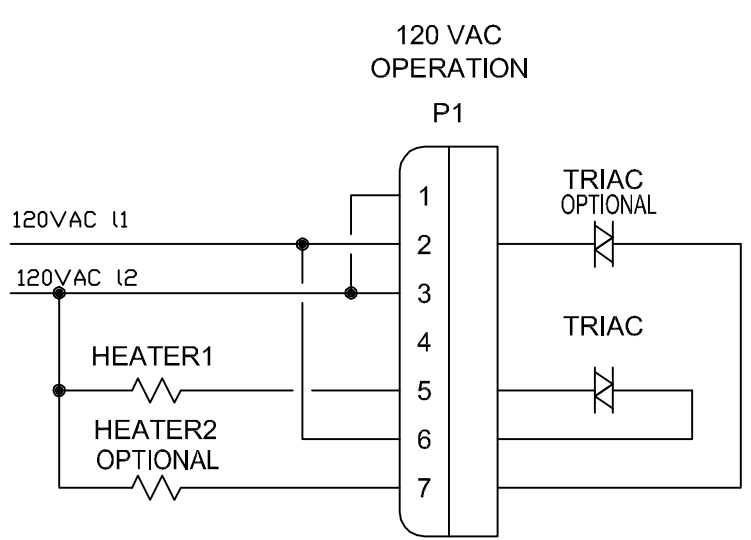 120 VAC
OPERATION
P1
TRIAC
OPTIONAL
1
120VAC l1
2
120VAC l2
3
TRIAC
4
HEATER1
5
HEATER2
OPTIONAL
6
7